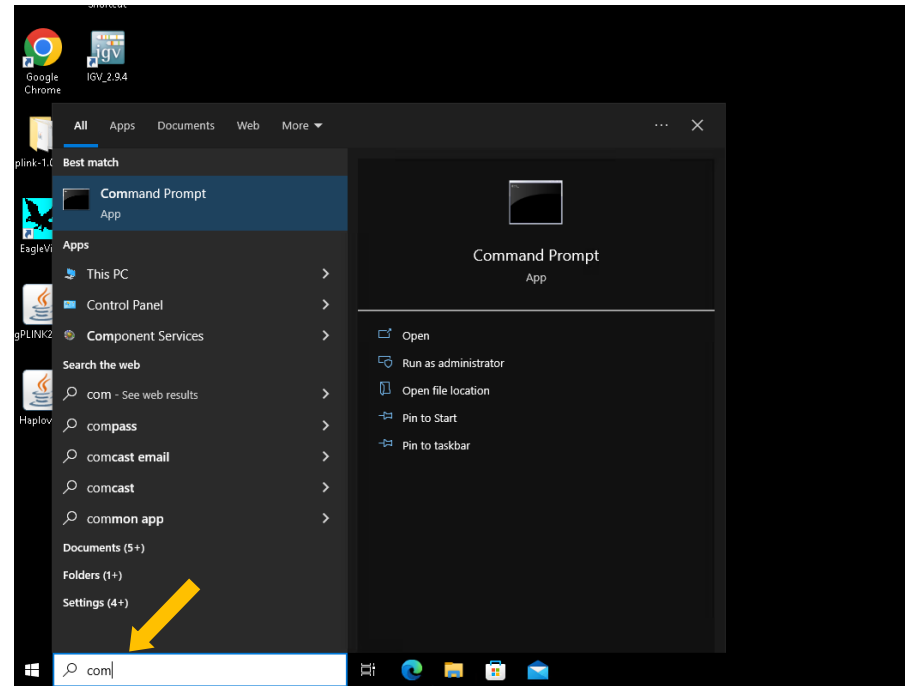 Google
Chrome
igv
IGV_2.9.4
All Apps Documents Web More
plink-1.0
Best match
Command Prompt
App
EagleVi
Apps
Command Prompt
This PC
App
Control Panel
gPLINK2
Component Services
Open
Search the web
Run as administrator
com - See web results
Open file location
Haplov
compass
Pin to Start
comcast email
Pin to taskbar
comcast
common app
Documents (5+)
Folders (1+)
Settings (4+)
com